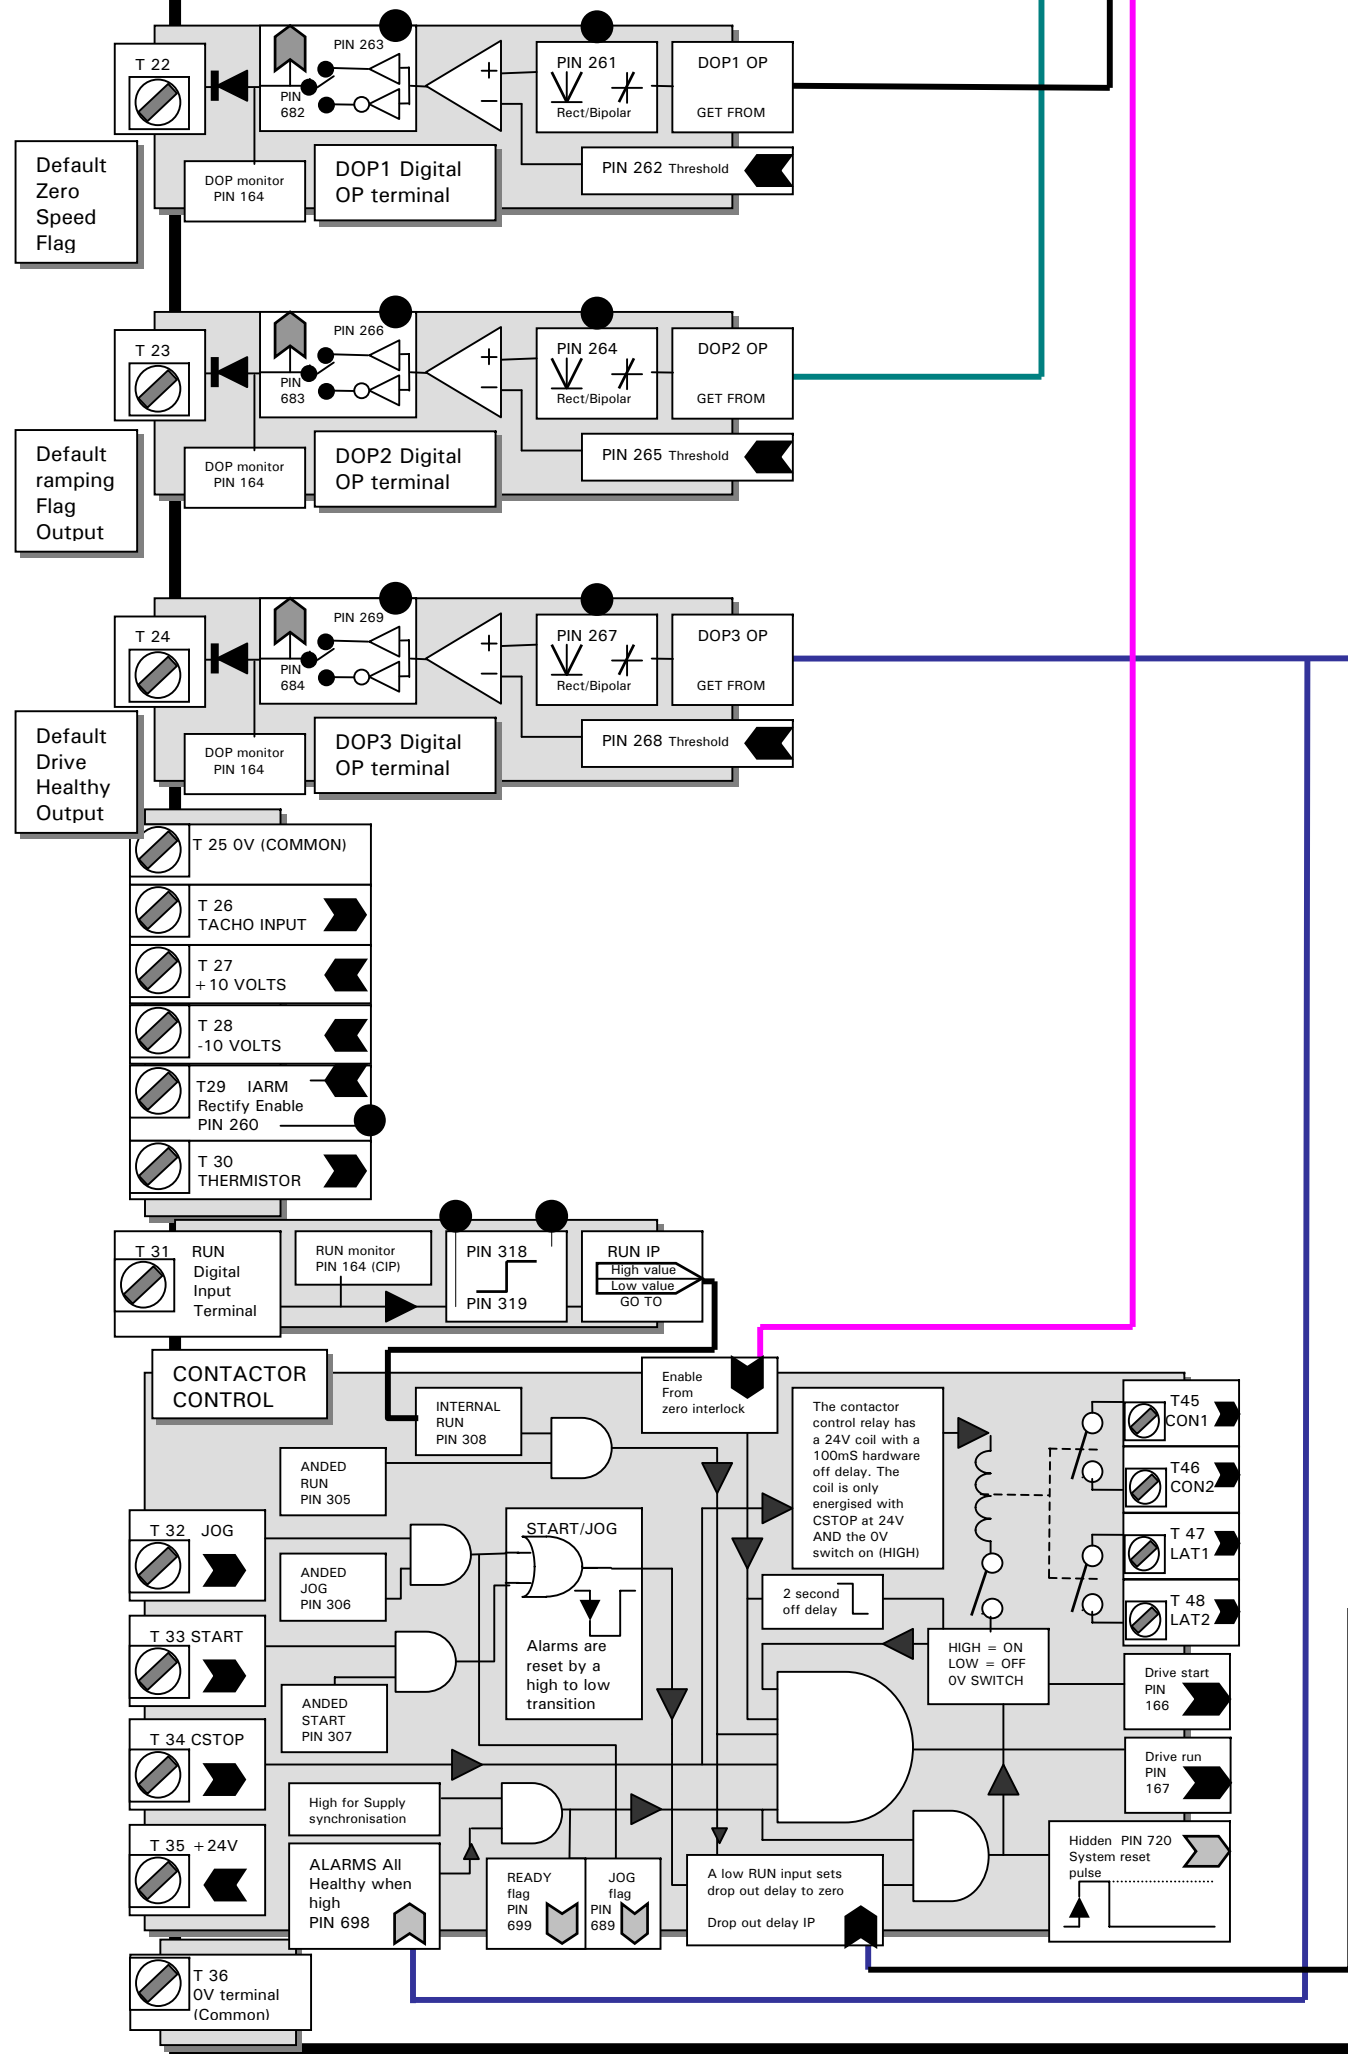 T 22
PIN 263
PIN
682
PIN 261
Rect/Bipolar
DOP1 OP
GET FROM
+
−
PIN 262 Threshold
DOP monitor
PIN 164
DOP1 Digital
OP terminal
Default
Zero
Speed
Flag
T 23
PIN 266
PIN
683
PIN 264
Rect/Bipolar
DOP2 OP
GET FROM
+
−
PIN 265 Threshold
DOP monitor
PIN 164
DOP2 Digital
OP terminal
Default
ramping
Flag
Output
T 24
PIN 269
PIN
684
PIN 267
Rect/Bipolar
DOP3 OP
GET FROM
+
−
PIN 268 Threshold
DOP monitor
PIN 164
DOP3 Digital
OP terminal
Default
Drive
Healthy
Output
T 25 0V (COMMON)
T 26
TACHO INPUT
T 27
+10 VOLTS
T 28
-10 VOLTS
T29 IARM
Rectify Enable
PIN 260
T 30
THERMISTOR
T 31 RUN
Digital
Input
Terminal
RUN monitor
PIN 164 (CIP)
PIN 318
PIN 319
RUN IP
High value
Low value
GO TO
CONTACTOR
CONTROL
INTERNAL
RUN
PIN 308
ANDED
RUN
PIN 305
Enable
From
zero interlock
The contactor
control relay has
a 24V coil with a
100mS hardware
off delay. The
coil is only
energised with
CSTOP at 24V
AND the 0V
switch on (HIGH)
T45
CON1
T46
CON2
T 47
LAT1
T 48
LAT2
T 32 JOG
ANDED
JOG
PIN 306
START/JOG
Alarms are
reset by a
high to low
transition
2 second
off delay
T 33 START
ANDED
START
PIN 307
HIGH = ON
LOW = OFF
0V SWITCH
Drive start
PIN
166
T 34 CSTOP
Drive run
PIN
167
High for Supply
synchronisation
T 35 +24V
ALARMS All
Healthy when
high
PIN 698
READY
flag
PIN
699
JOG
flag
PIN
689
A low RUN input sets
drop out delay to zero
Drop out delay IP
Hidden PIN 720
System reset
pulse
T 36
0V terminal
(Common)